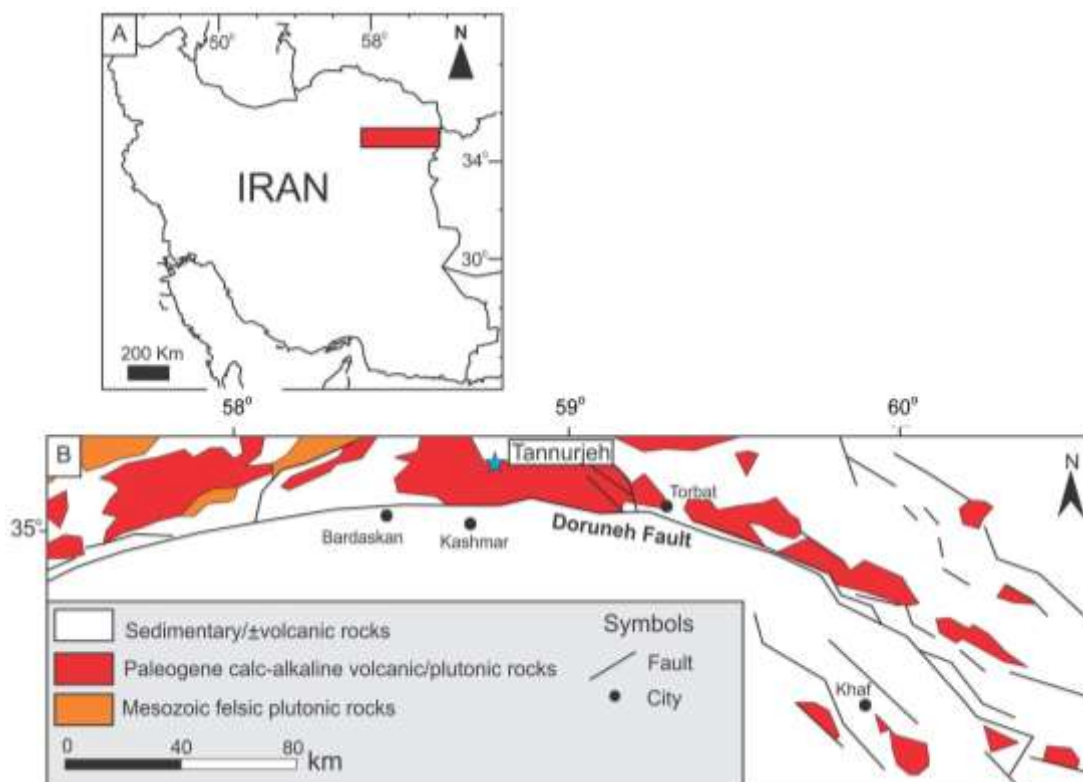 A
50°
58°
N
34°
IRAN
30°
200 Km
58°
59°
60°
B
Tannurjeh
N
Torbat
35°
Bardaskan
Kashmar
Doruneh Fault
Sedimentary/±volcanic rocks
Paleogene calc-alkaline volcanic/plutonic rocks
Mesozoic felsic plutonic rocks
0 40 80
km
Symbols
Fault
City
Khaf